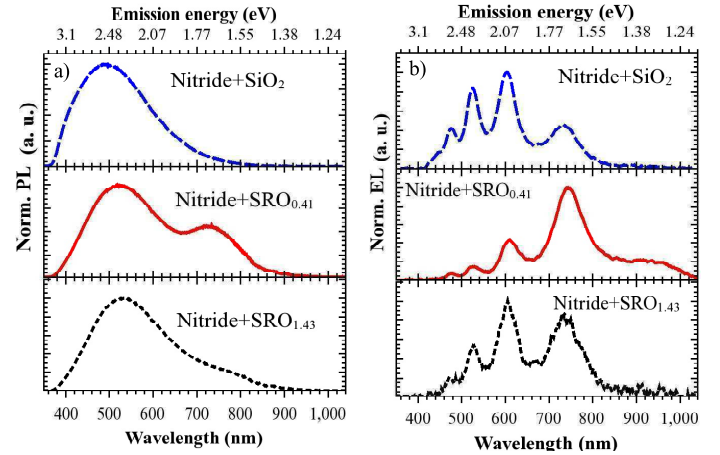 Emission energy (eV)
3.1 2.48 2.07 1.77 1.55 1.38 1.24
a)
Nitride+SiO₂
Nitride+SRO₀.₄₁
Nitride+SRO₁.₄₃
Norm. PL (a. u.)
400 500 600 700 800 900 1,000
Wavelength (nm)
Emission energy (eV)
3.1 2.48 2.07 1.77 1.55 1.38 1.24
b)
Nitride+SiO₂
Nitride+SRO₀.₄₁
Nitride+SRO₁.₄₃
Norm. EL (a. u.)
400 500 600 700 800 900 1,000
Wavelength (nm)